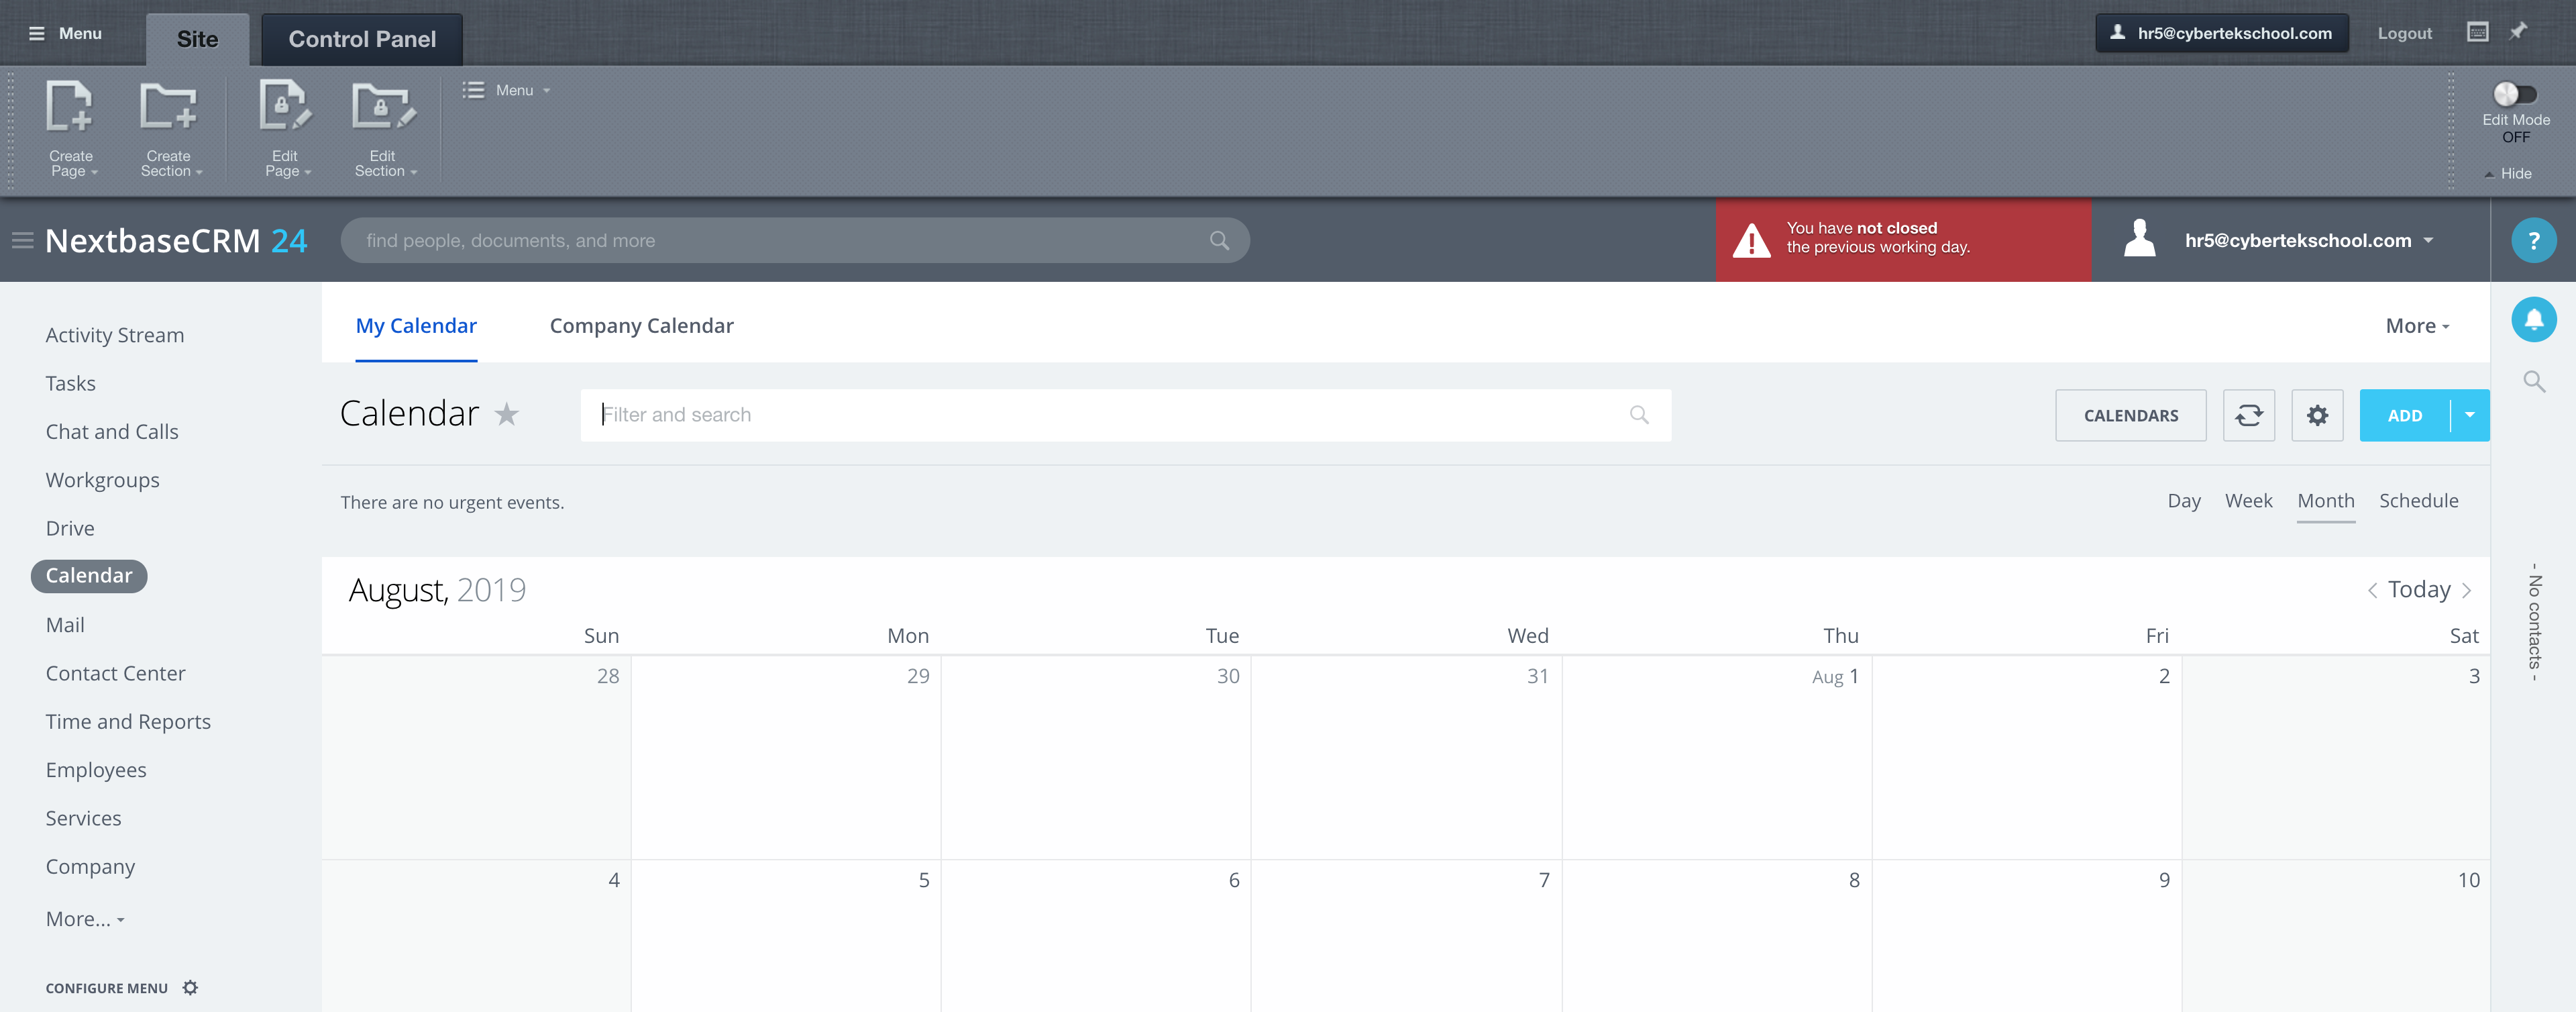 Menu
Site
Control Panel
hr5@cybertekschool.com
Logout
Create
Page
Create
Section
Edit
Page
Edit
Section
Menu
Edit Mode
OFF
Hide
NextbaseCRM 24
find people, documents, and more
You have not closed
the previous working day.
hr5@cybertekschool.com
?
Activity Stream
Tasks
Chat and Calls
Workgroups
Drive
Calendar
Mail
Contact Center
Time and Reports
Employees
Services
Company
More...
CONFIGURE MENU
My Calendar
Company Calendar
More
Calendar
Filter and search
CALENDARS
ADD
There are no urgent events.
Day Week Month Schedule
August, 2019
Today
Sun Mon Tue Wed Thu Fri Sat
28 29 30 31 Aug 1 2 3
4 5 6 7 8 9 10
- No contacts -